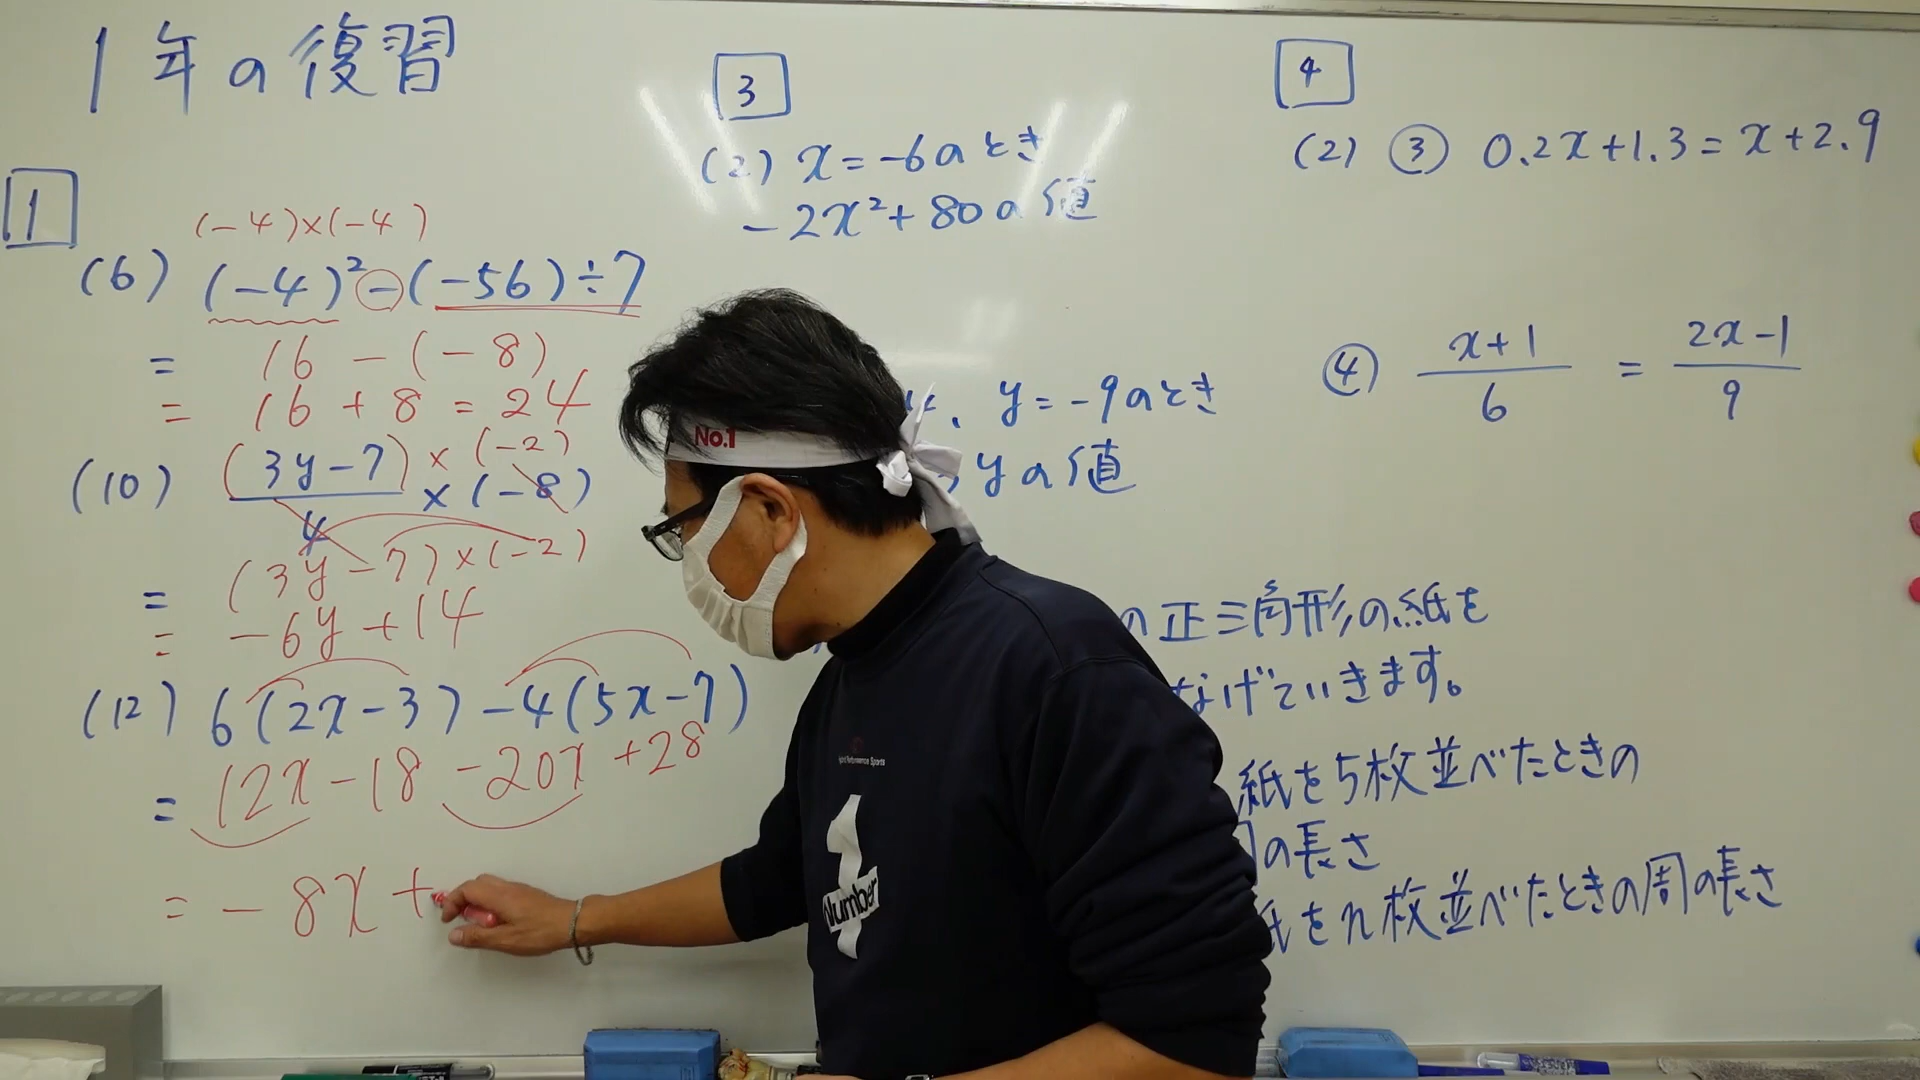 1年の復習
1
(-4)×(-4)
(6) (-4)²-(-56)÷7
= 16-(-8)
= 16+8=24
×(-2)
(10) (3y-7)/4 ×(-8)
= (3y-7)×(-2)
= -6y+14
(12) 6(2x-3)-4(5x-7)
= 12x-18-20x+28
= -8x+
3
(2) x=-6のとき
-2x²+80の値
y=-9のとき
yの値
の正三角形の紙を
なげていきます。
紙を5枚並べたときの
の長さ
紙をn枚並べたときの周の長さ
4
(2) ③ 0.2x+1.3=x+2.9
④ (x+1)/6 = (2x-1)/9
No.1
Number
1